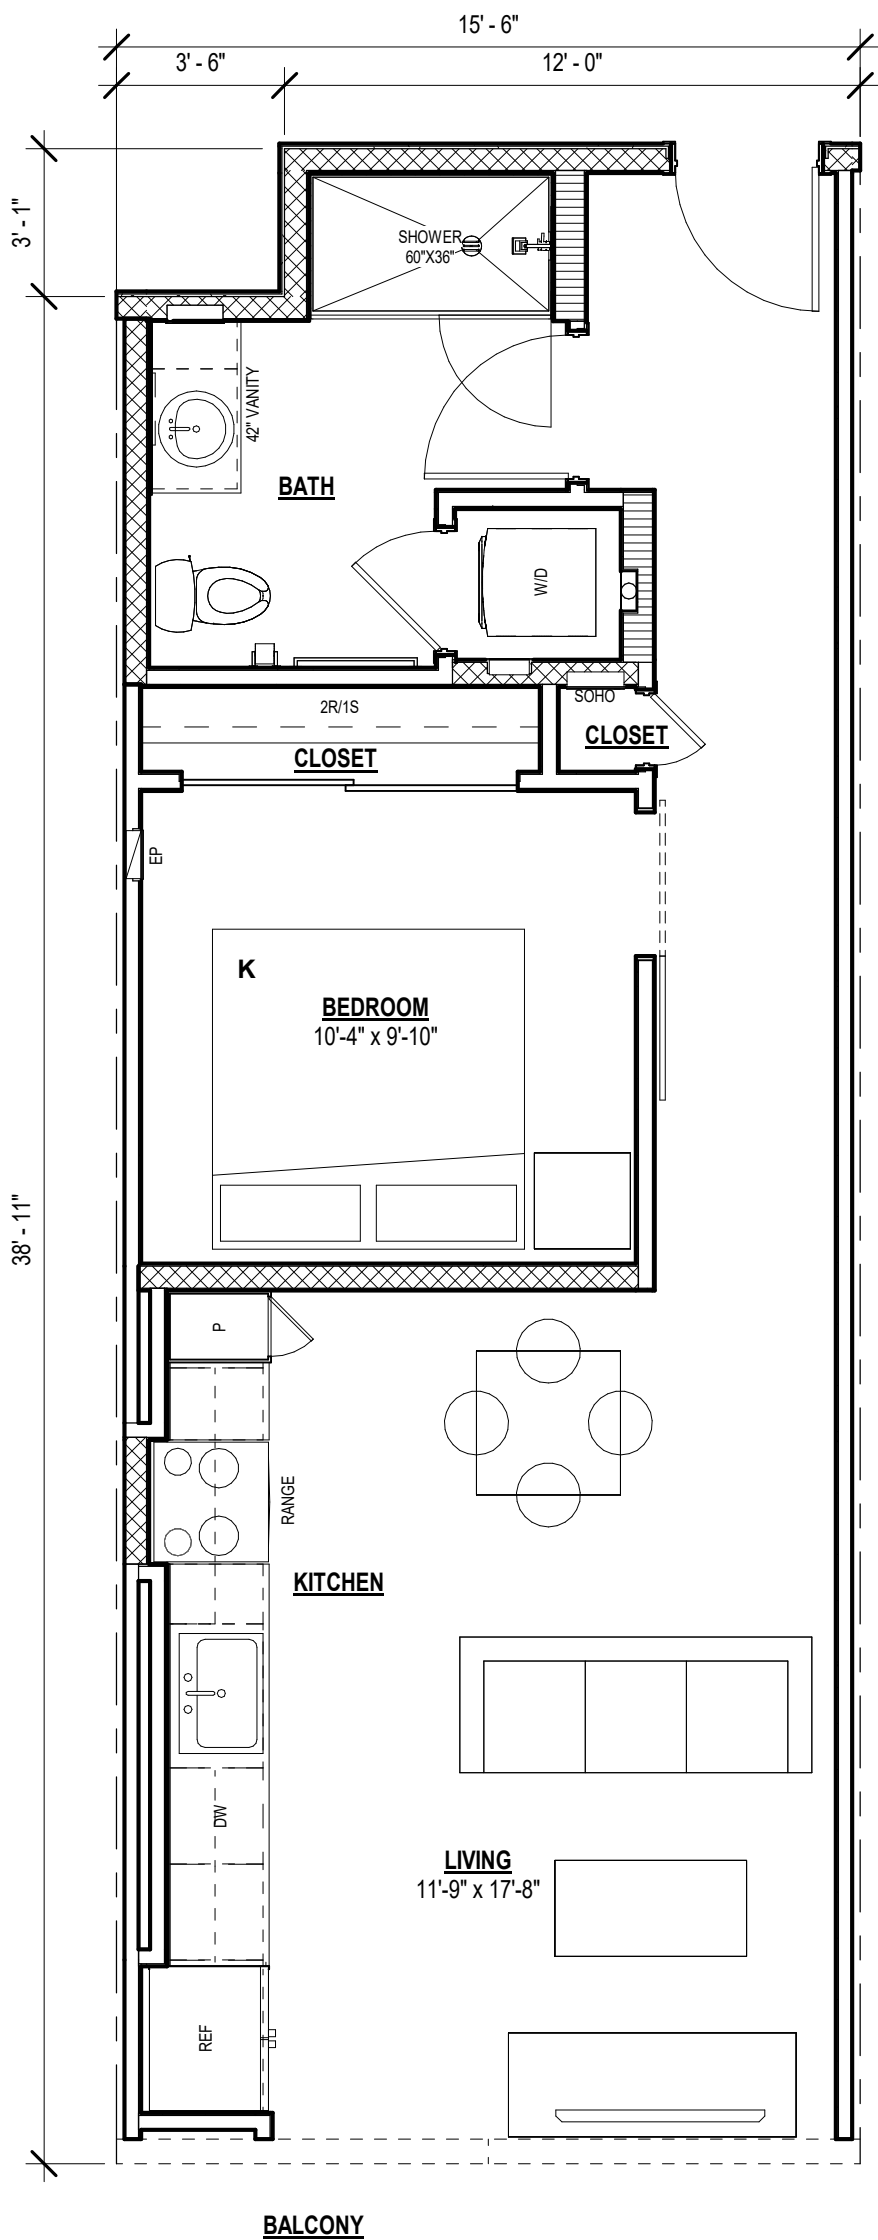 15' - 6"
3' - 6"
12' - 0"
3' - 1"
SHOWER
60"X36"
42" VANITY
BATH
W/D
2R/1S
SOHO
CLOSET
CLOSET
EP
K
BEDROOM
10'-4" x 9'-10"
38' - 11"
P
RANGE
KITCHEN
DW
LIVING
11'-9" x 17'-8"
REF
BALCONY